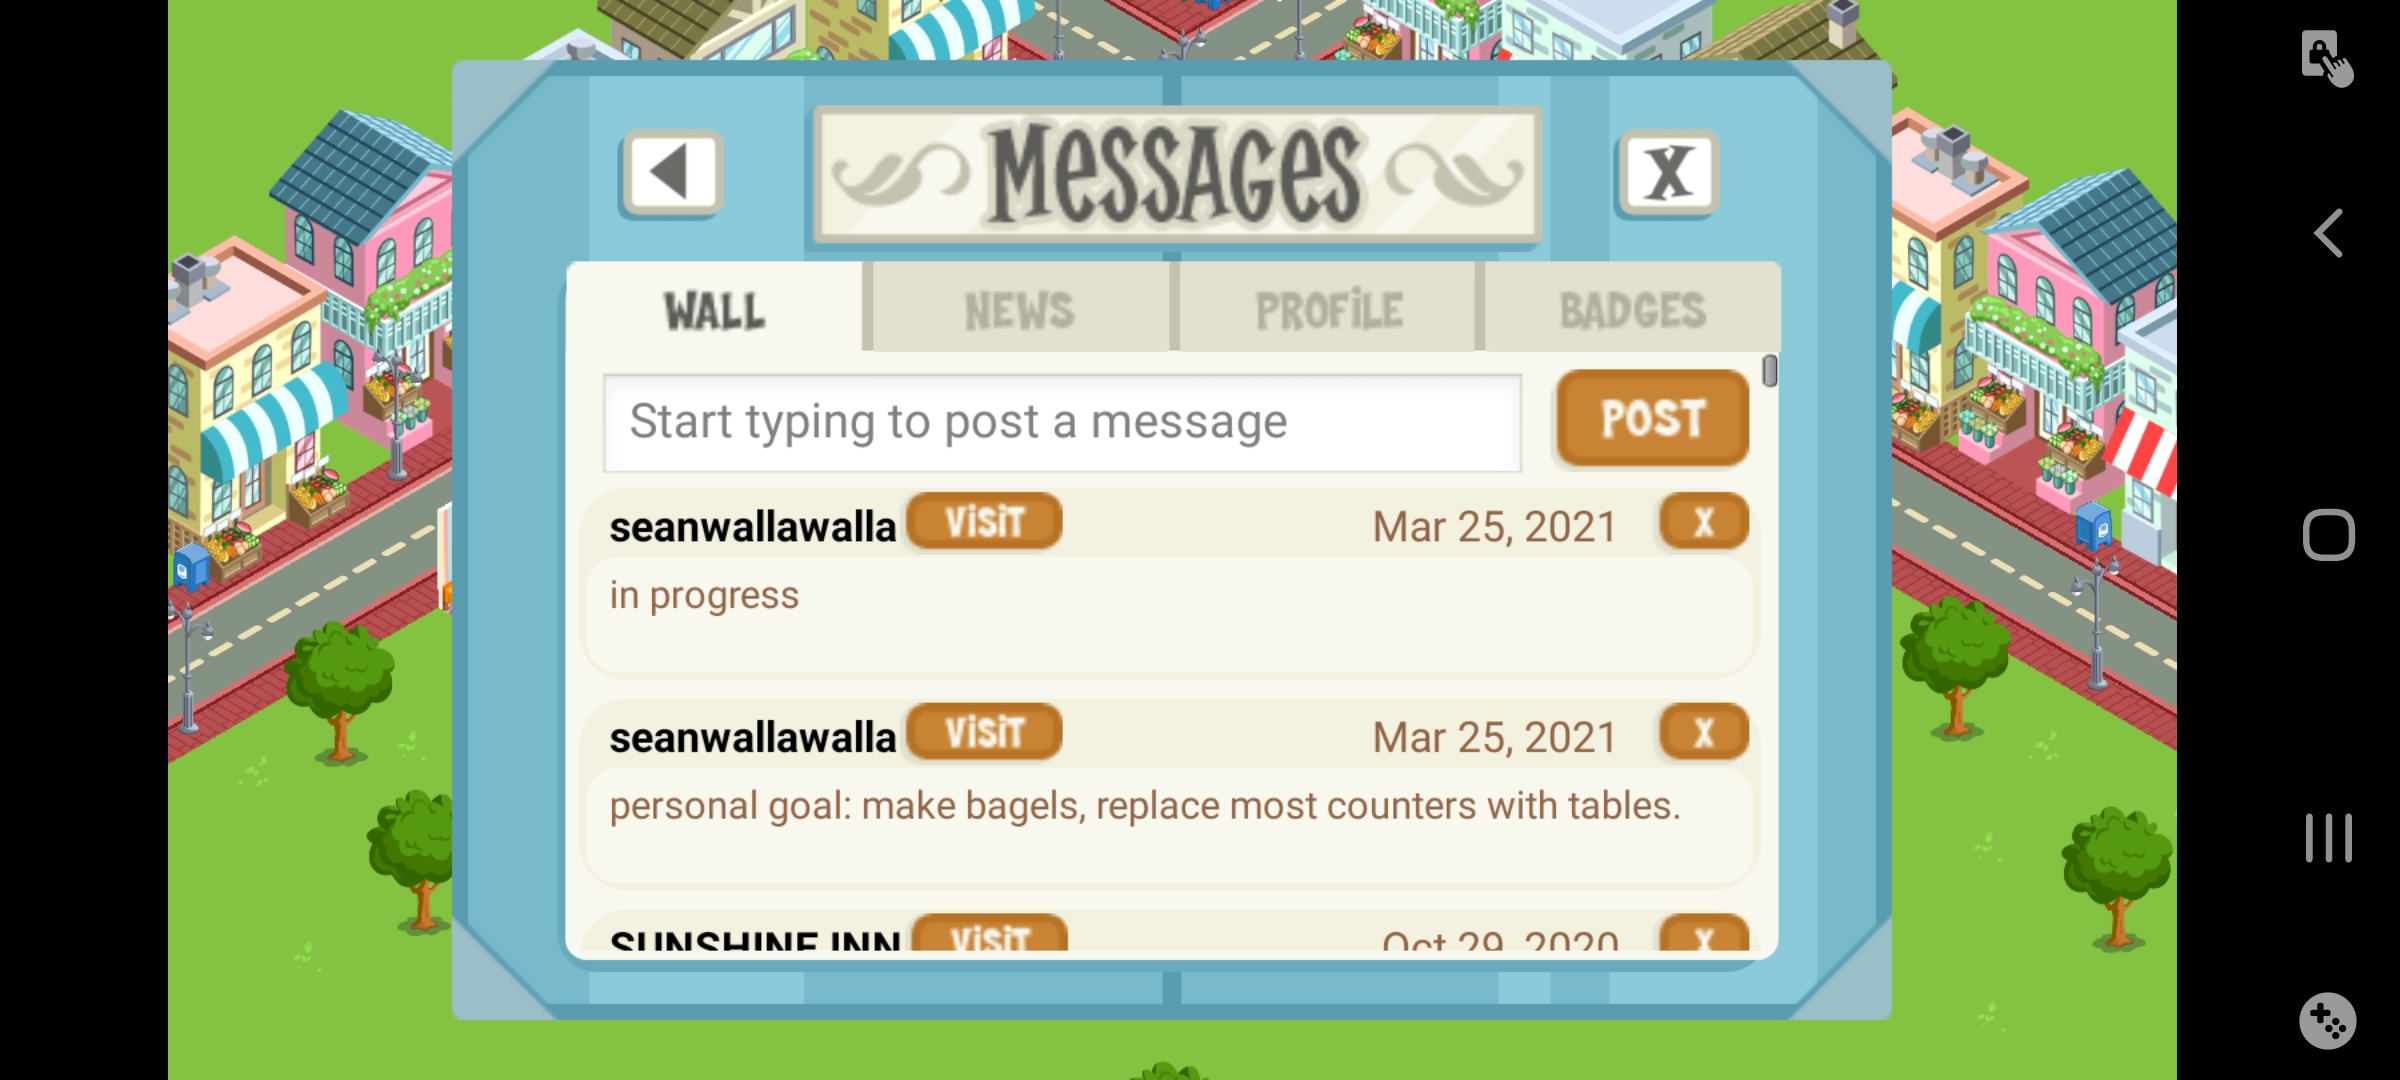 MESSAGES
X
WALL NEWS PROFILE BADGES
Start typing to post a message POST
seanwallawalla VISIT Mar 25, 2021 X
in progress
seanwallawalla VISIT Mar 25, 2021 X
personal goal: make bagels, replace most counters with tables.
SUNSHINE INN VISIT Oct 29, 2020 X